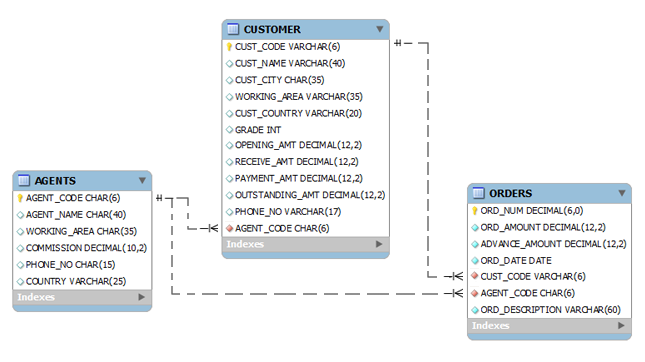 CUSTOMER
CUST_CODE VARCHAR(6)
CUST_NAME VARCHAR(40)
CUST_CITY CHAR(35)
WORKING_AREA VARCHAR(35)
CUST_COUNTRY VARCHAR(20)
GRADE INT
OPENING_AMT DECIMAL(12,2)
RECEIVE_AMT DECIMAL(12,2)
PAYMENT_AMT DECIMAL(12,2)
OUTSTANDING_AMT DECIMAL(12,2)
PHONE_NO VARCHAR(17)
AGENT_CODE CHAR(6)
Indexes
AGENTS
AGENT_CODE CHAR(6)
AGENT_NAME CHAR(40)
WORKING_AREA CHAR(35)
COMMISSION DECIMAL(10,2)
PHONE_NO CHAR(15)
COUNTRY VARCHAR(25)
Indexes
ORDERS
ORD_NUM DECIMAL(6,0)
ORD_AMOUNT DECIMAL(12,2)
ADVANCE_AMOUNT DECIMAL(12,2)
ORD_DATE DATE
CUST_CODE VARCHAR(6)
AGENT_CODE CHAR(6)
ORD_DESCRIPTION VARCHAR(60)
Indexes